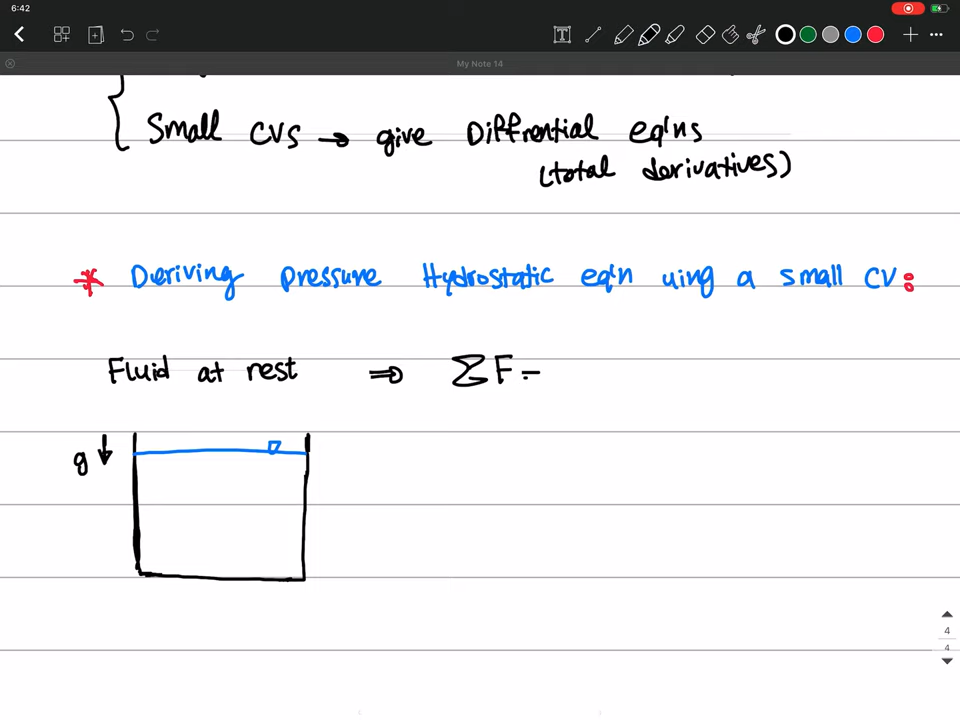 6:42
My Note 14
Small CVS → give Diffrential eq'ns
(total derivatives)
* Deriving pressure Hydrostatic eq'n uing a small CV:
Fluid at rest ⇒ ΣF =
g ↓
4
4